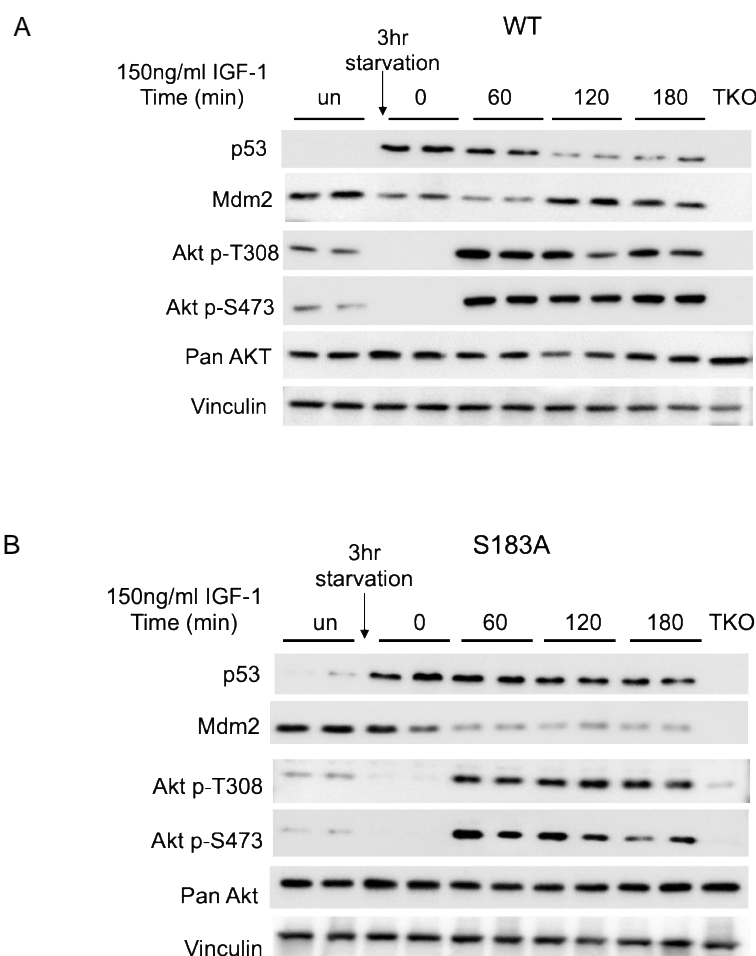 A
WT
3hr
starvation
150ng/ml IGF-1
Time (min)
un
0
60
120
180
TKO
p53
Mdm2
Akt p-T308
Akt p-S473
Pan AKT
Vinculin
B
S183A
3hr
starvation
150ng/ml IGF-1
Time (min)
un
0
60
120
180
TKO
p53
Mdm2
Akt p-T308
Akt p-S473
Pan Akt
Vinculin